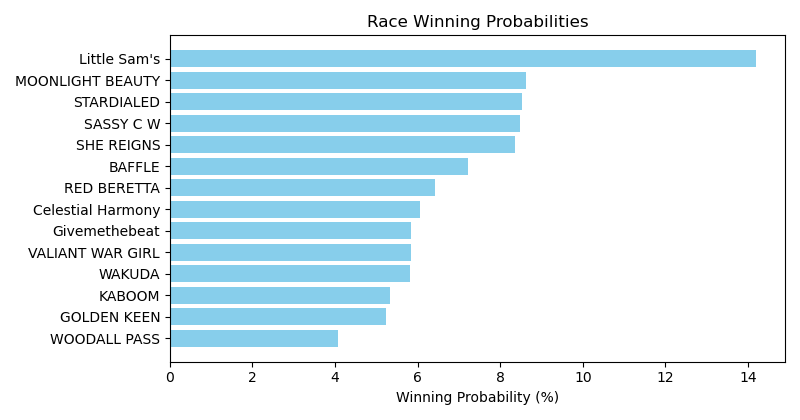 Race Winning Probabilities
Little Sam's
MOONLIGHT BEAUTY
STARDIALED
SASSY C W
SHE REIGNS
BAFFLE
RED BERETTA
Celestial Harmony
Givemethebeat
VALIANT WAR GIRL
WAKUDA
KABOOM
GOLDEN KEEN
WOODALL PASS
0 2 4 6 8 10 12 14
Winning Probability (%)